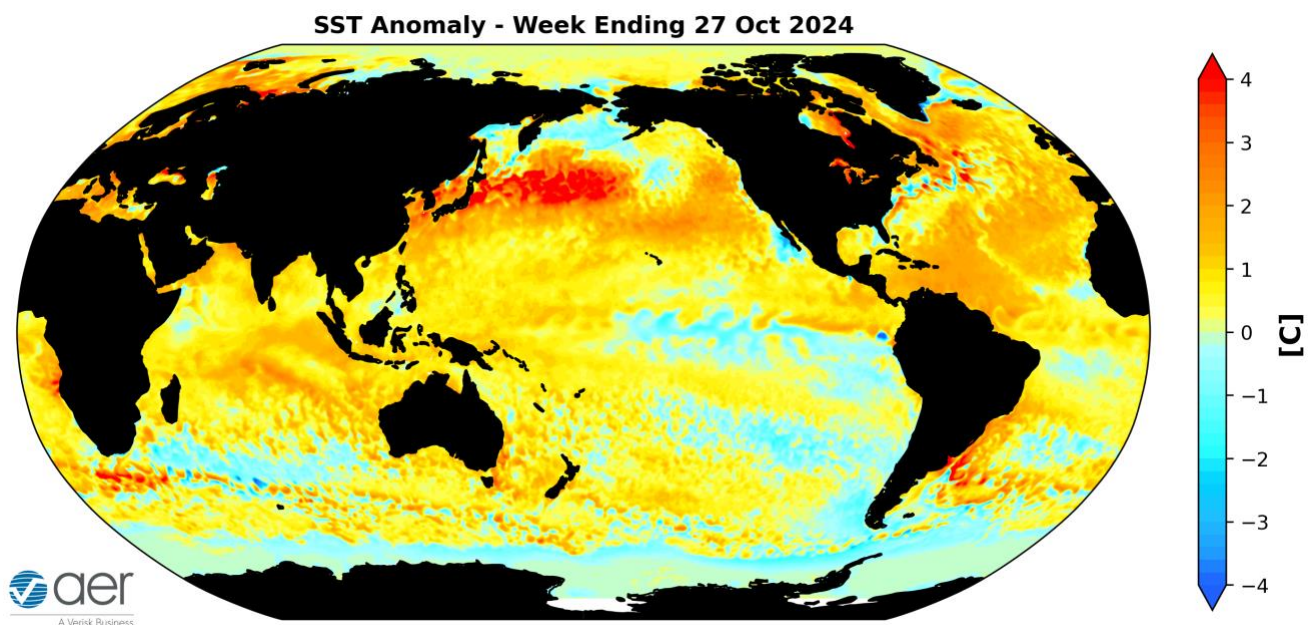 SST Anomaly - Week Ending 27 Oct 2024
4
3
2
1
0
−1
−2
−3
−4
[C]
aer
A Verisk Business